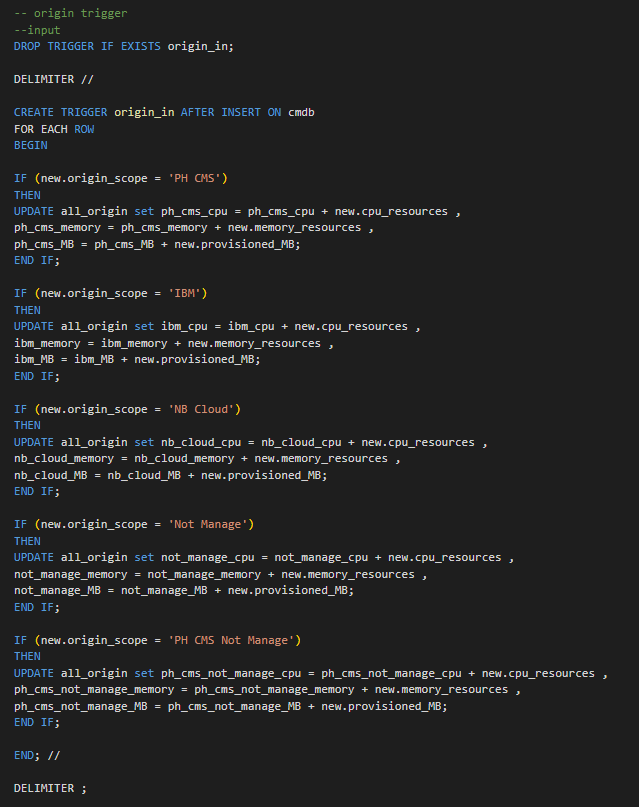 -- origin trigger
--input
DROP TRIGGER IF EXISTS origin_in;
DELIMITER //
CREATE TRIGGER origin_in AFTER INSERT ON cmdb
FOR EACH ROW
BEGIN
IF (new.origin_scope = 'PH CMS')
THEN
UPDATE all_origin set ph_cms_cpu = ph_cms_cpu + new.cpu_resources ,
ph_cms_memory = ph_cms_memory + new.memory_resources ,
ph_cms_MB = ph_cms_MB + new.provisioned_MB;
END IF;
IF (new.origin_scope = 'IBM')
THEN
UPDATE all_origin set ibm_cpu = ibm_cpu + new.cpu_resources ,
ibm_memory = ibm_memory + new.memory_resources ,
ibm_MB = ibm_MB + new.provisioned_MB;
END IF;
IF (new.origin_scope = 'NB Cloud')
THEN
UPDATE all_origin set nb_cloud_cpu = nb_cloud_cpu + new.cpu_resources ,
nb_cloud_memory = nb_cloud_memory + new.memory_resources ,
nb_cloud_MB = nb_cloud_MB + new.provisioned_MB;
END IF;
IF (new.origin_scope = 'Not Manage')
THEN
UPDATE all_origin set not_manage_cpu = not_manage_cpu + new.cpu_resources ,
not_manage_memory = not_manage_memory + new.memory_resources ,
not_manage_MB = not_manage_MB + new.provisioned_MB;
END IF;
IF (new.origin_scope = 'PH CMS Not Manage')
THEN
UPDATE all_origin set ph_cms_not_manage_cpu = ph_cms_not_manage_cpu + new.cpu_resources ,
ph_cms_not_manage_memory = ph_cms_not_manage_memory + new.memory_resources ,
ph_cms_not_manage_MB = ph_cms_not_manage_MB + new.provisioned_MB;
END IF;
END; //
DELIMITER ;